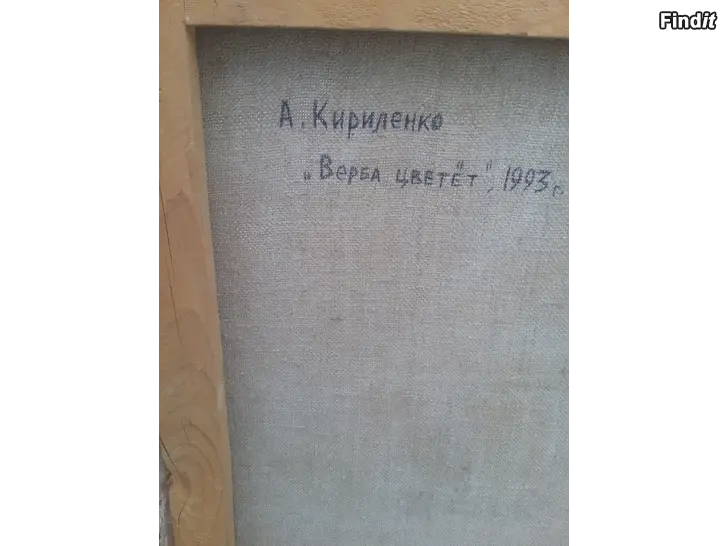 Findit
А. Кириленко
„Верба цветёт", 1993 г.